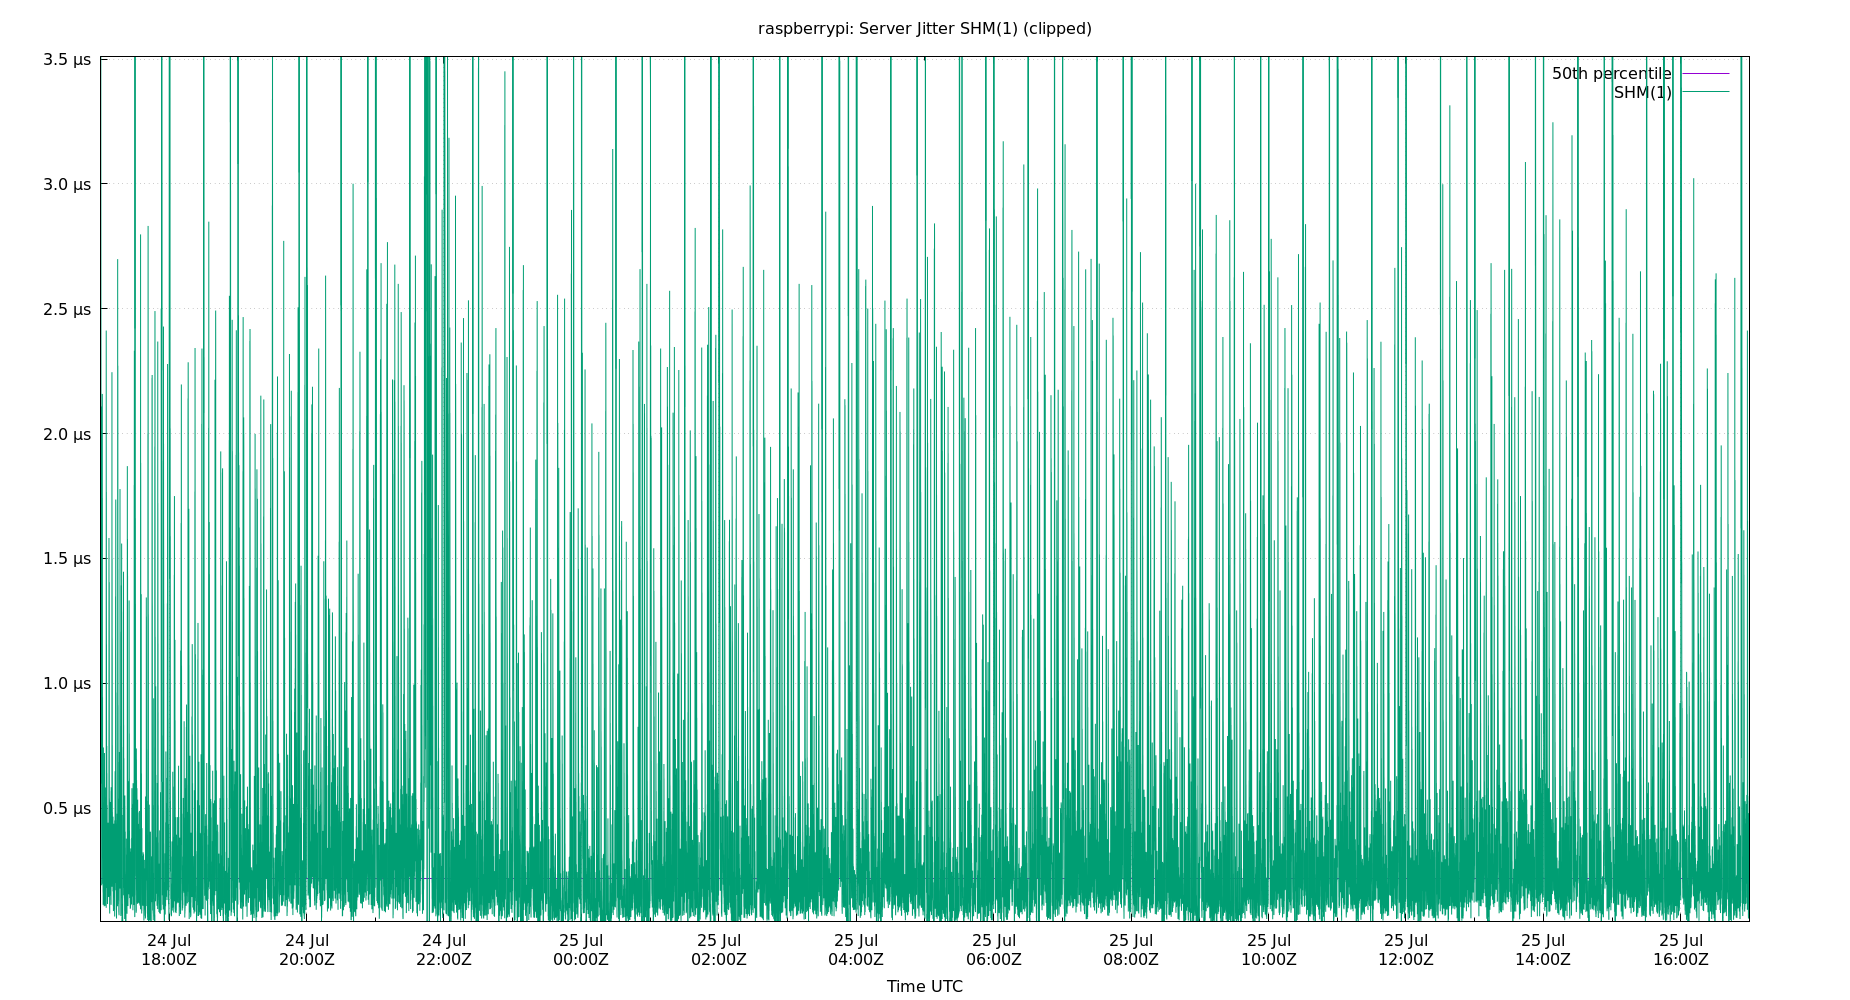 raspberrypi: Server Jitter SHM(1) (clipped)
50th percentile
SHM(1)
3.5 µs
3.0 µs
2.5 µs
2.0 µs
1.5 µs
1.0 µs
0.5 µs
24 Jul 24 Jul 24 Jul 25 Jul 25 Jul 25 Jul 25 Jul 25 Jul 25 Jul 25 Jul 25 Jul 25 Jul
18:00Z 20:00Z 22:00Z 00:00Z 02:00Z 04:00Z 06:00Z 08:00Z 10:00Z 12:00Z 14:00Z 16:00Z
Time UTC